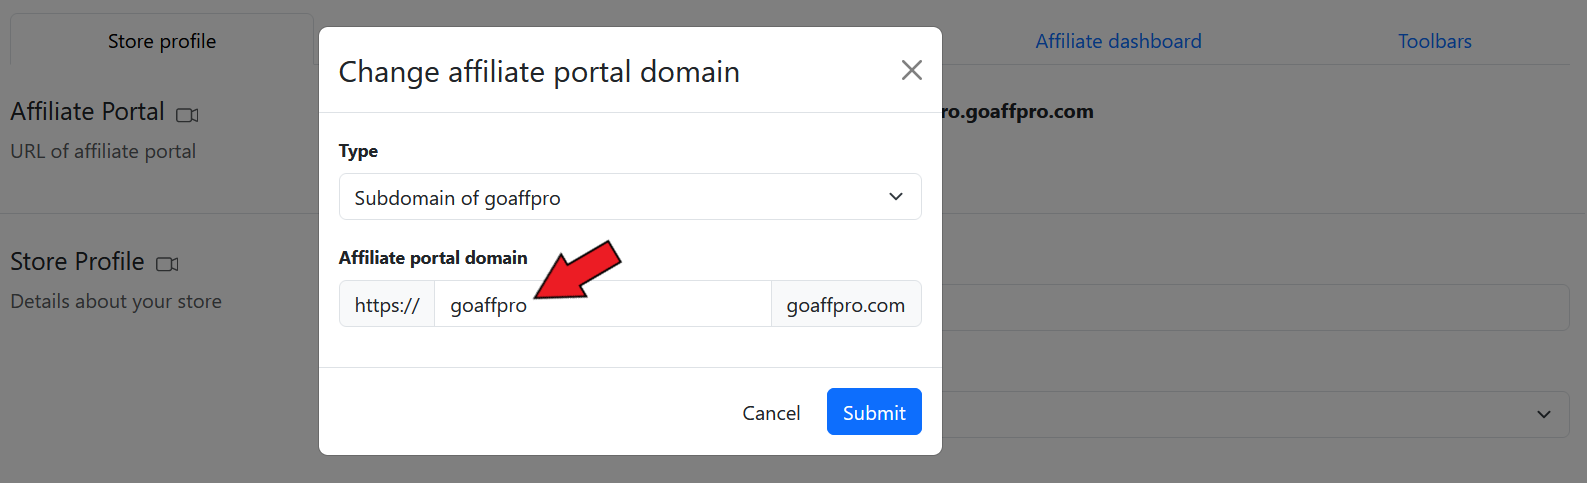 Store profile
Affiliate dashboard
Toolbars
Change affiliate portal domain
Affiliate Portal
ro.goaffpro.com
URL of affiliate portal
Type
Subdomain of goaffpro
Store Profile
Details about your store
Affiliate portal domain
https:// goaffpro goaffpro.com
Cancel Submit